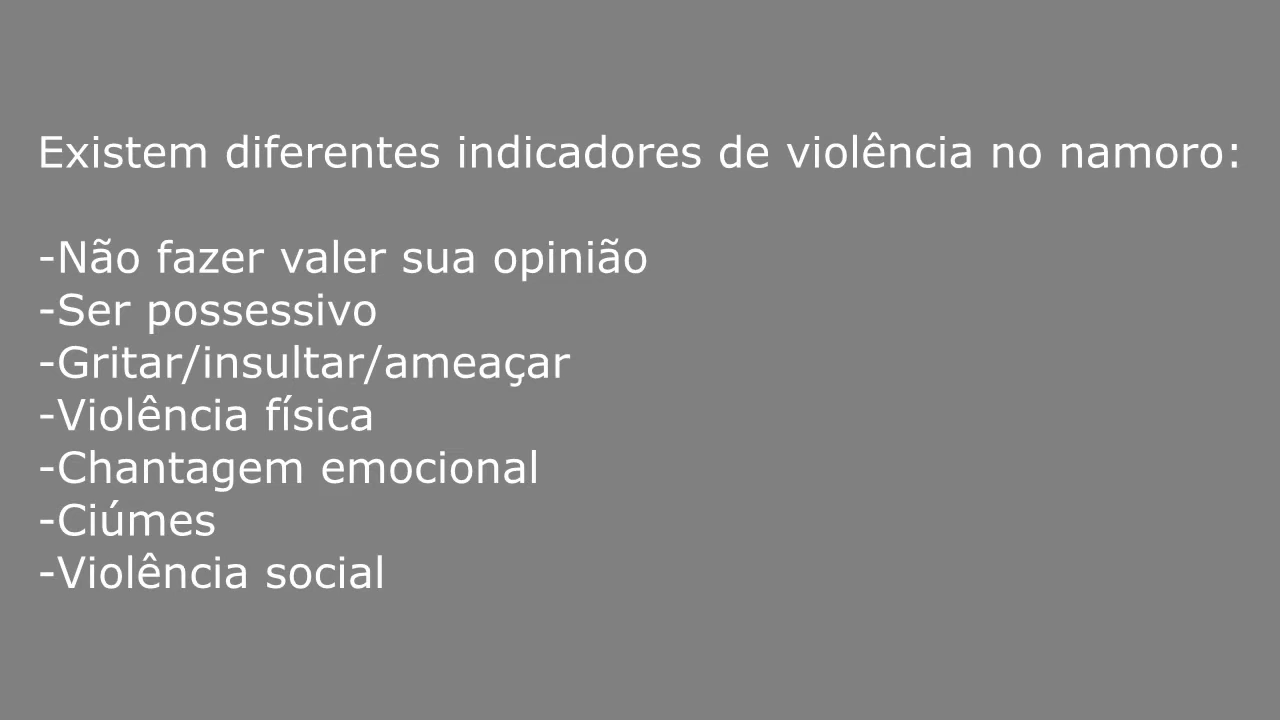 Existem diferentes indicadores de violência no namoro:
-Não fazer valer sua opinião
-Ser possessivo
-Gritar/insultar/ameaçar
-Violência física
-Chantagem emocional
-Ciúmes
-Violência social